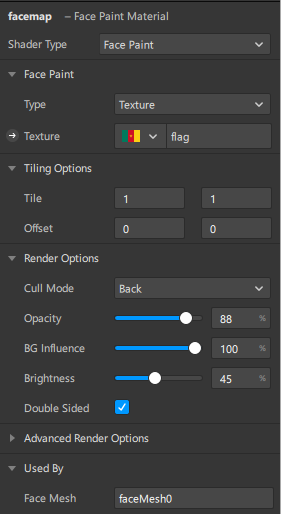 facemap – Face Paint Material
Shader Type Face Paint
Face Paint
Type Texture
Texture flag
Tiling Options
Tile 1 1
Offset 0 0
Render Options
Cull Mode Back
Opacity 88 %
BG Influence 100 %
Brightness 45 %
Double Sided
Advanced Render Options
Used By
Face Mesh faceMesh0